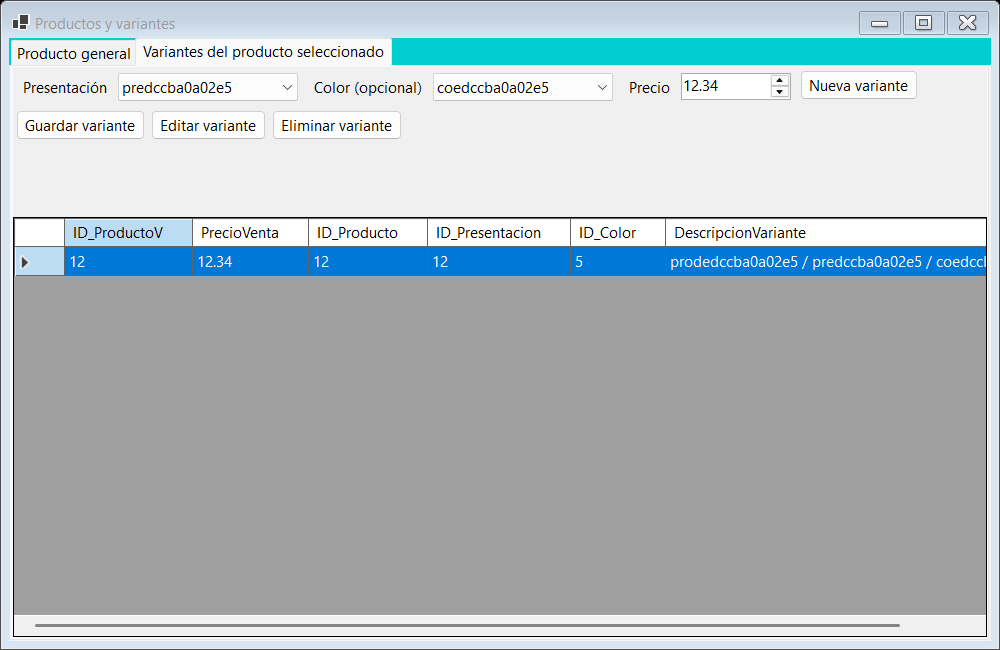 Productos y variantes
Producto general Variantes del producto seleccionado
Presentación predccba0a02e5 Color (opcional) coedccba0a02e5 Precio 12.34 Nueva variante
Guardar variante Editar variante Eliminar variante
ID_ProductoV PrecioVenta ID_Producto ID_Presentacion ID_Color DescripcionVariante
12 12.34 12 12 5 prodedccba0a02e5 / predccba0a02e5 / coedccl